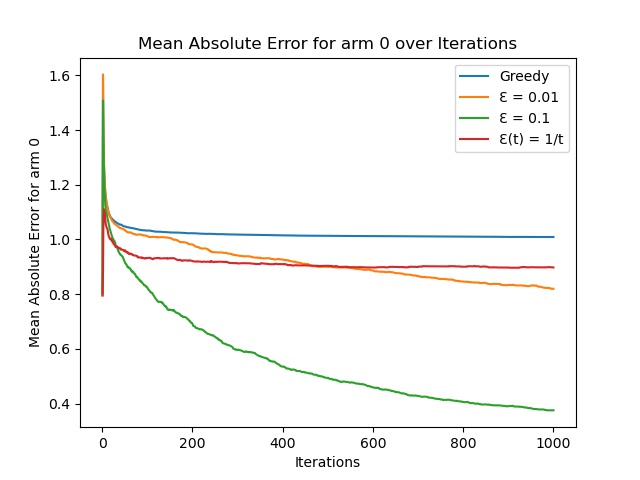 Mean Absolute Error for arm 0 over Iterations
Mean Absolute Error for arm 0
1.6
1.4
1.2
1.0
0.8
0.6
0.4
Greedy
Ɛ = 0.01
Ɛ = 0.1
Ɛ(t) = 1/t
0
200
400
600
800
1000
Iterations